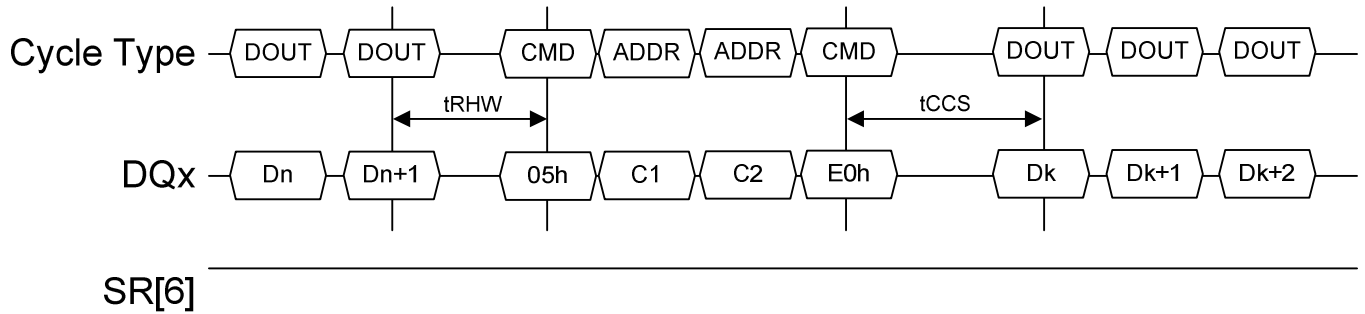 Cycle Type DOUT DOUT CMD ADDR ADDR CMD DOUT DOUT DOUT
tRHW tCCS
DQx Dn Dn+1 05h C1 C2 E0h Dk Dk+1 Dk+2
SR[6]